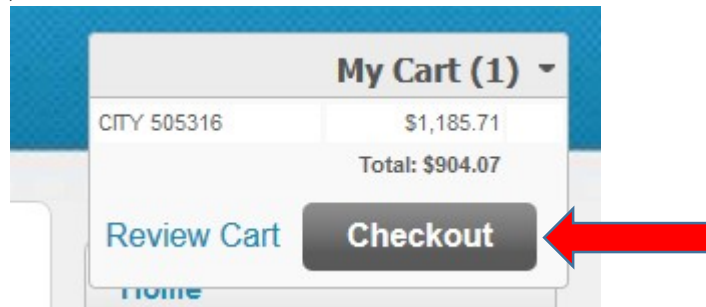 My Cart (1)
CITY 505316 $1,185.71
Total: $904.07
Review Cart Checkout
Home